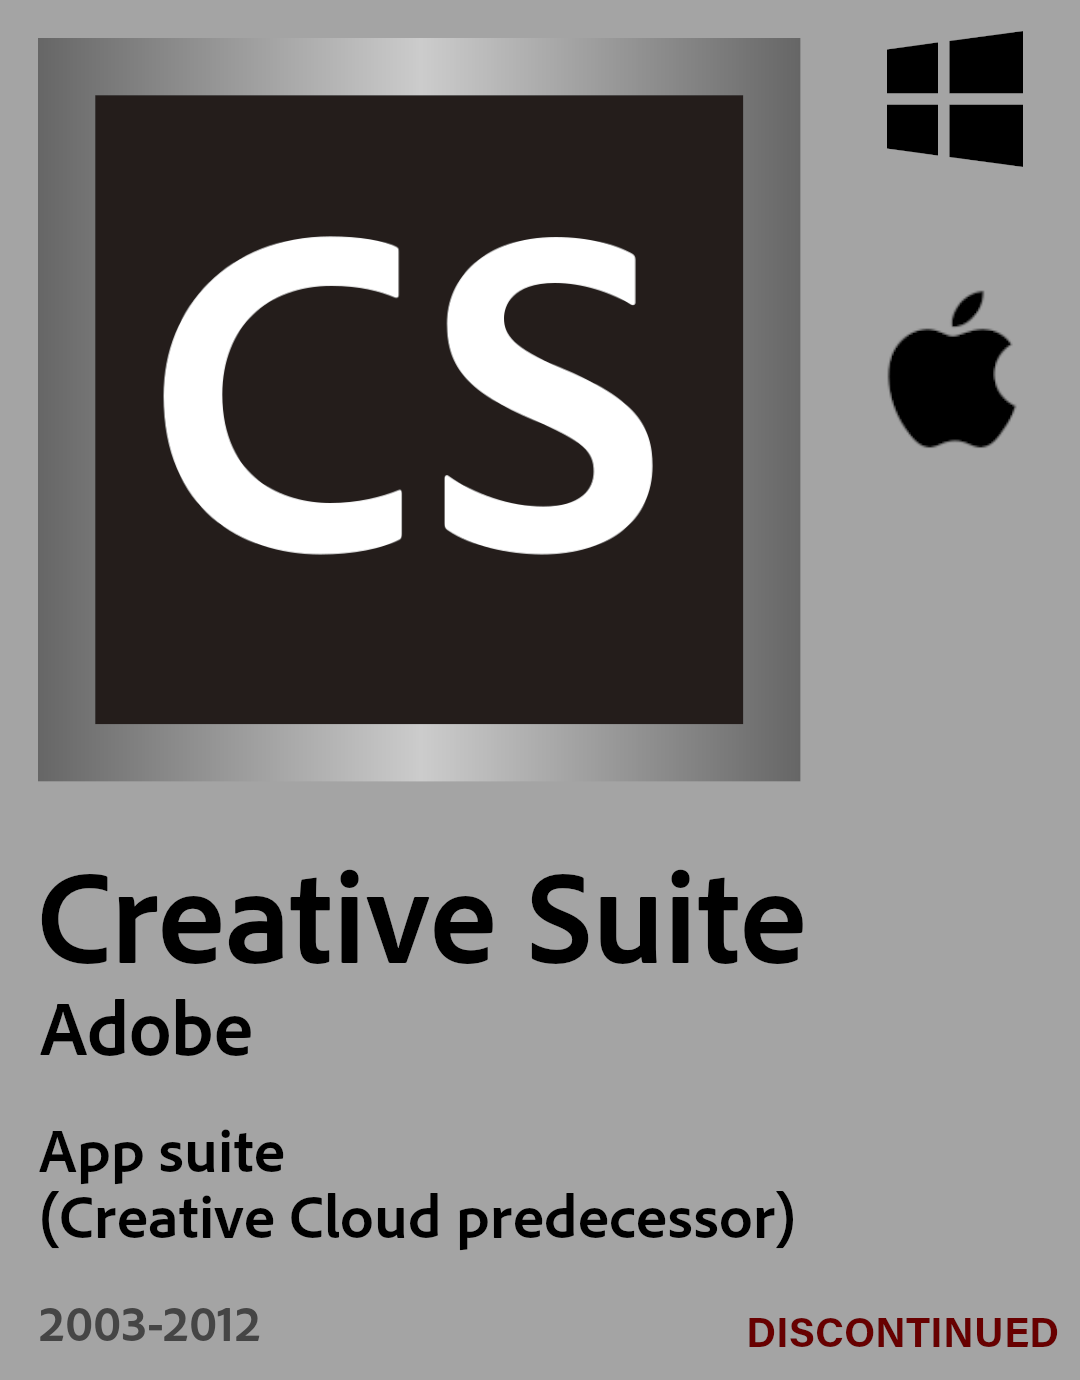 CS
Creative Suite
Adobe
App suite
(Creative Cloud predecessor)
2003-2012
DISCONTINUED